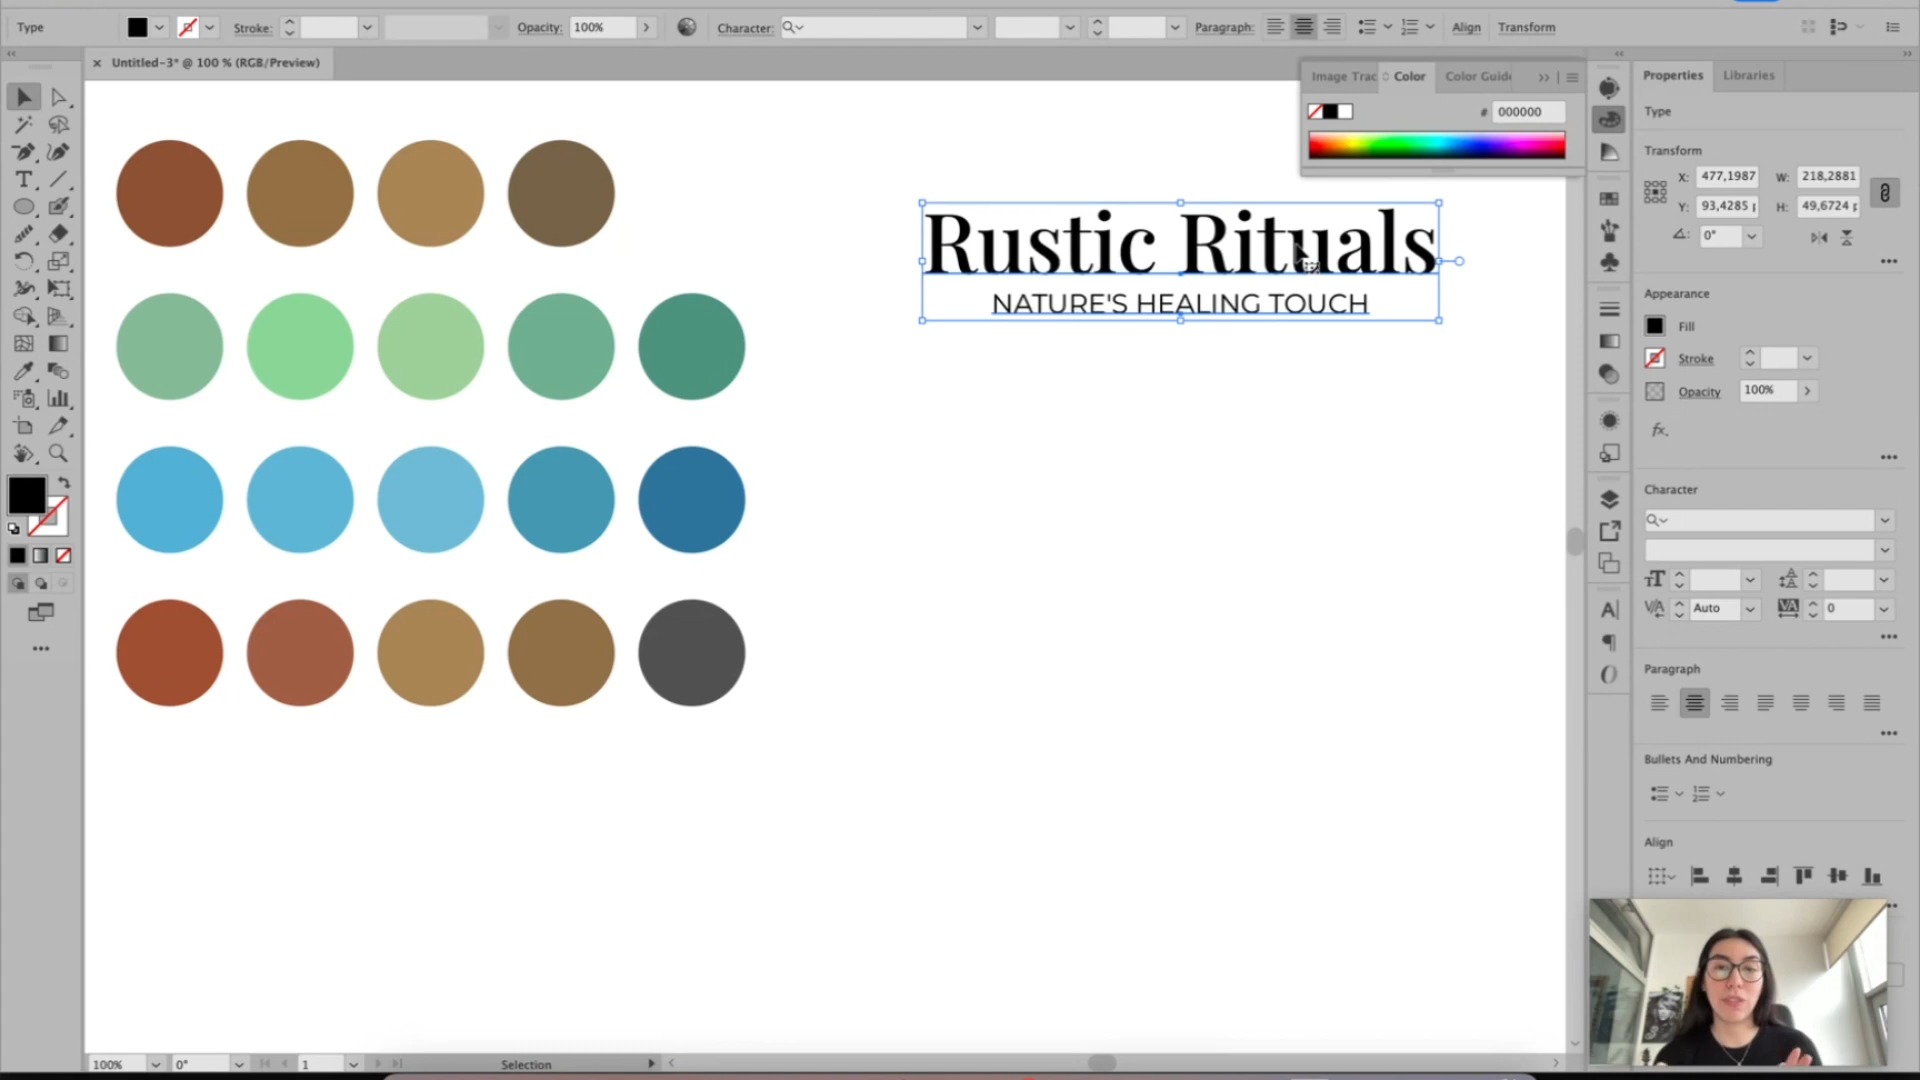 Type
Stroke:
Opacity: 100%
Character:
Paragraph:
Align
Transform
Untitled-3* @ 100 % (RGB/Preview)
Image Trac
Color
Color Guid
# 000000
Rustic Rituals
NATURE'S HEALING TOUCH
Properties
Libraries
Type
Transform
X: 477,1987
W: 218,2881
Y: 93,4285 p
H: 49,6724 p
0°
Appearance
Fill
Stroke
Opacity
100%
fx
Character
Auto
0
Paragraph
Bullets And Numbering
Align
100%
0°
1
Selection